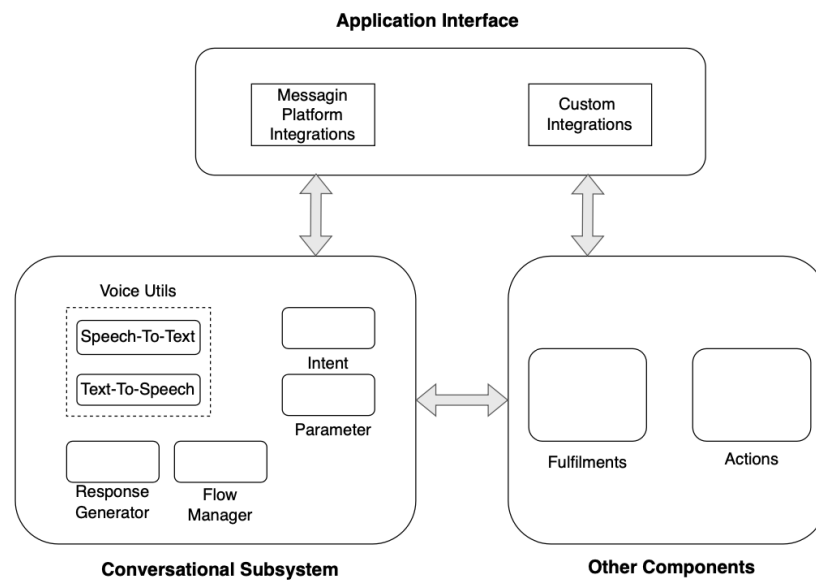 Application Interface
Messagin
Platform
Integrations
Custom
Integrations
Voice Utils
Speech-To-Text
Text-To-Speech
Intent
Parameter
Response
Generator
Flow
Manager
Conversational Subsystem
Fulfilments
Actions
Other Components